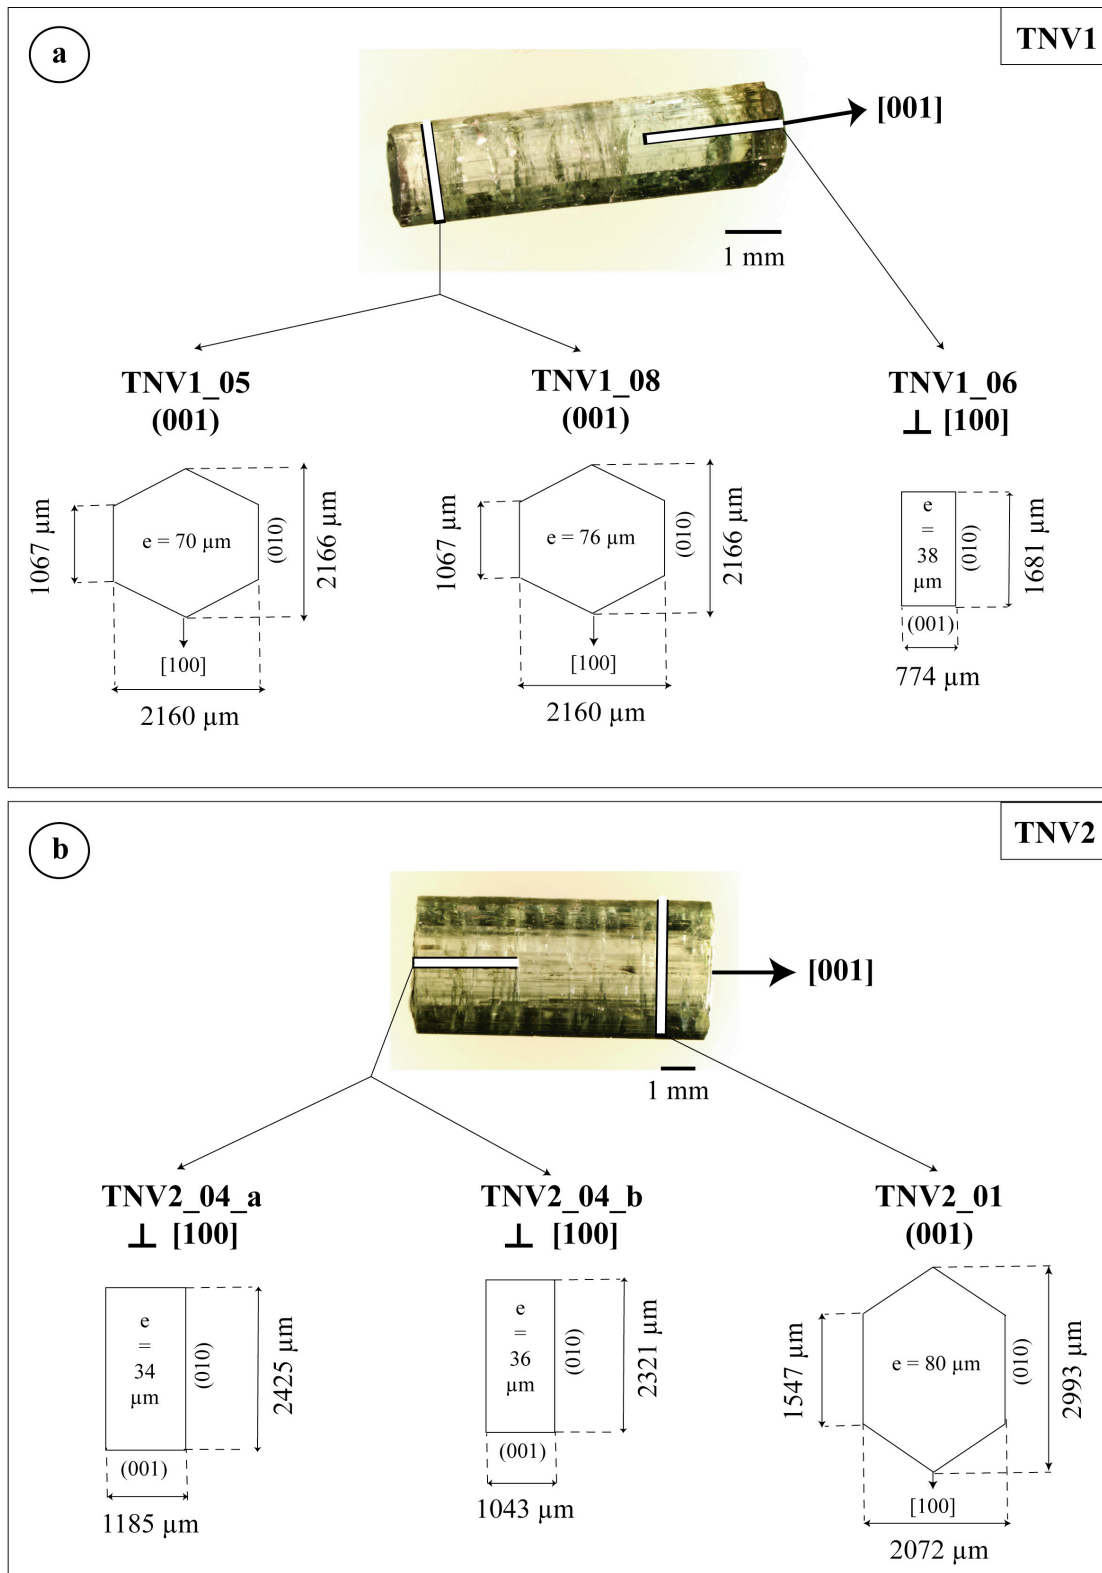 a
TNV1
[001]
1 mm
TNV1_05
(001)
1067 µm
e = 70 µm
(010)
2166 µm
[100]
2160 µm
TNV1_08
(001)
1067 µm
e = 76 µm
(010)
2166 µm
[100]
2160 µm
TNV1_06
⊥ [100]
e
=
38
µm
(010)
1681 µm
(001)
774 µm
b
TNV2
[001]
1 mm
TNV2_04_a
⊥ [100]
e
=
34
µm
(010)
2425 µm
(001)
1185 µm
TNV2_04_b
⊥ [100]
e
=
36
µm
(010)
2321 µm
(001)
1043 µm
TNV2_01
(001)
1547 µm
e = 80 µm
(010)
2993 µm
[100]
2072 µm